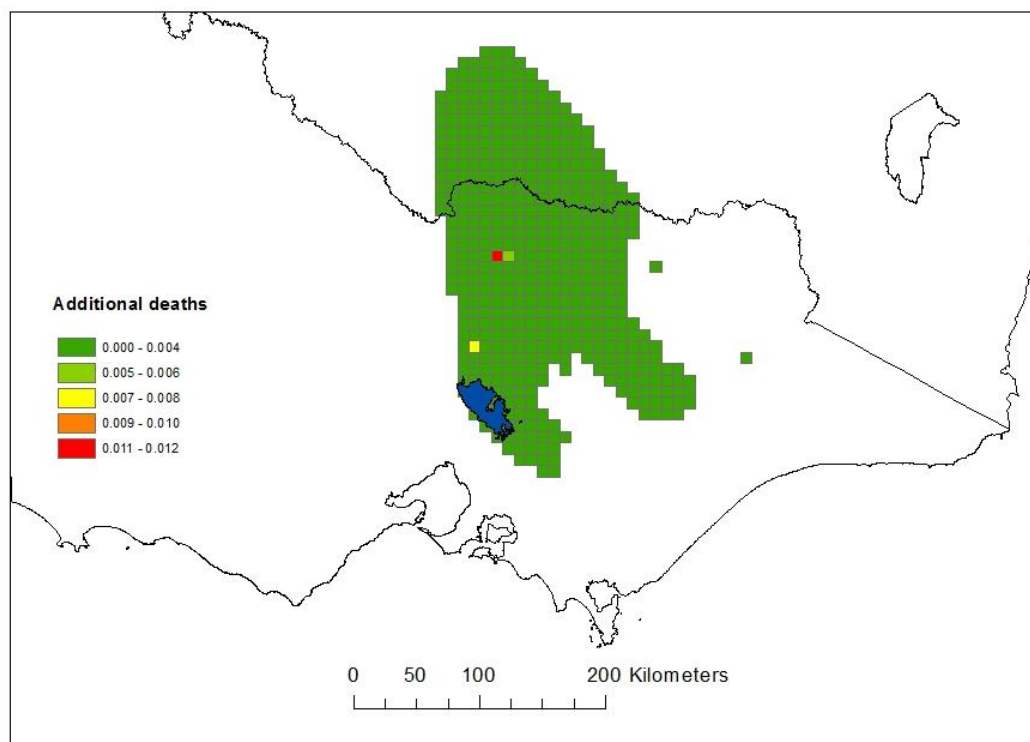 Additional deaths
0.000 - 0.004
0.005 - 0.006
0.007 - 0.008
0.009 - 0.010
0.011 - 0.012
0 50 100 200 Kilometers